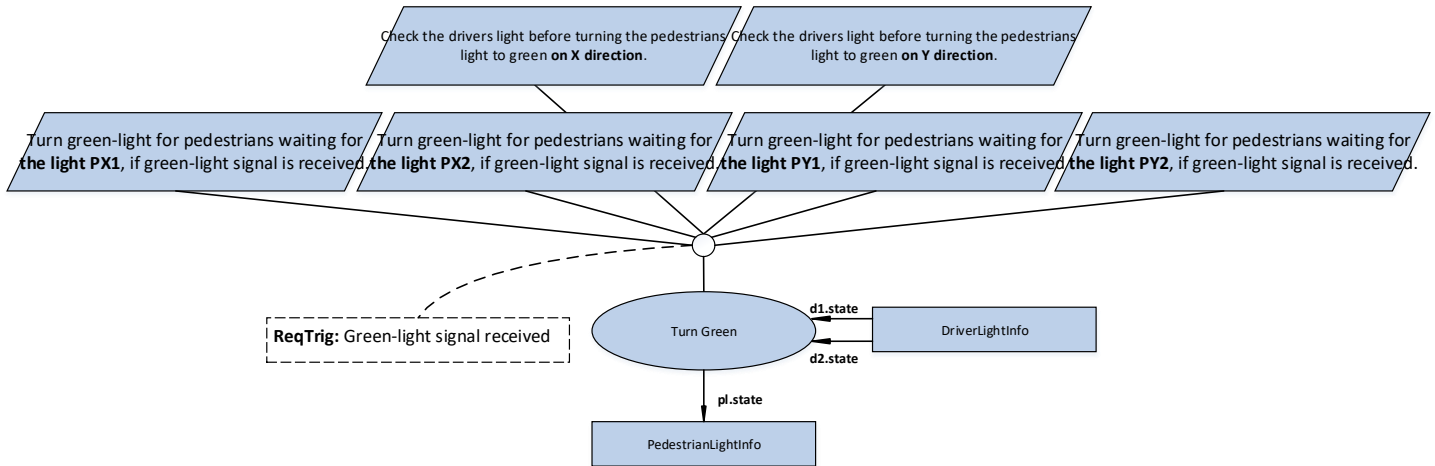 Check the drivers light before turning the pedestrians
light to green on X direction.
Check the drivers light before turning the pedestrians
light to green on Y direction.
Turn green-light for pedestrians waiting for
the light PX1, if green-light signal is received.
Turn green-light for pedestrians waiting for
the light PX2, if green-light signal is received.
Turn green-light for pedestrians waiting for
the light PY1, if green-light signal is received.
Turn green-light for pedestrians waiting for
the light PY2, if green-light signal is received.
ReqTrig: Green-light signal received
Turn Green
d1.state
d2.state
DriverLightInfo
pl.state
PedestrianLightInfo